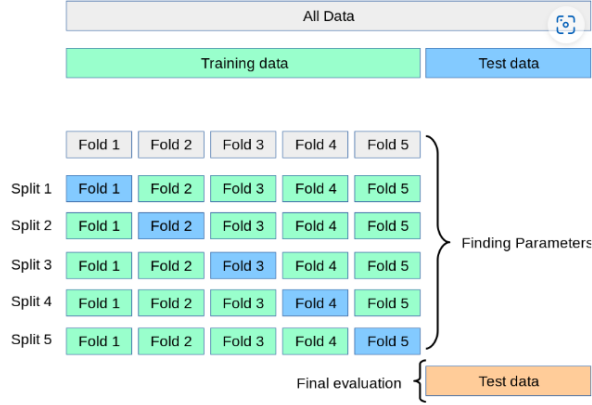 All Data
Training data Test data
Fold 1 Fold 2 Fold 3 Fold 4 Fold 5
Split 1 Fold 1 Fold 2 Fold 3 Fold 4 Fold 5
Split 2 Fold 1 Fold 2 Fold 3 Fold 4 Fold 5
Finding Parameters
Split 3 Fold 1 Fold 2 Fold 3 Fold 4 Fold 5
Split 4 Fold 1 Fold 2 Fold 3 Fold 4 Fold 5
Split 5 Fold 1 Fold 2 Fold 3 Fold 4 Fold 5
Final evaluation Test data